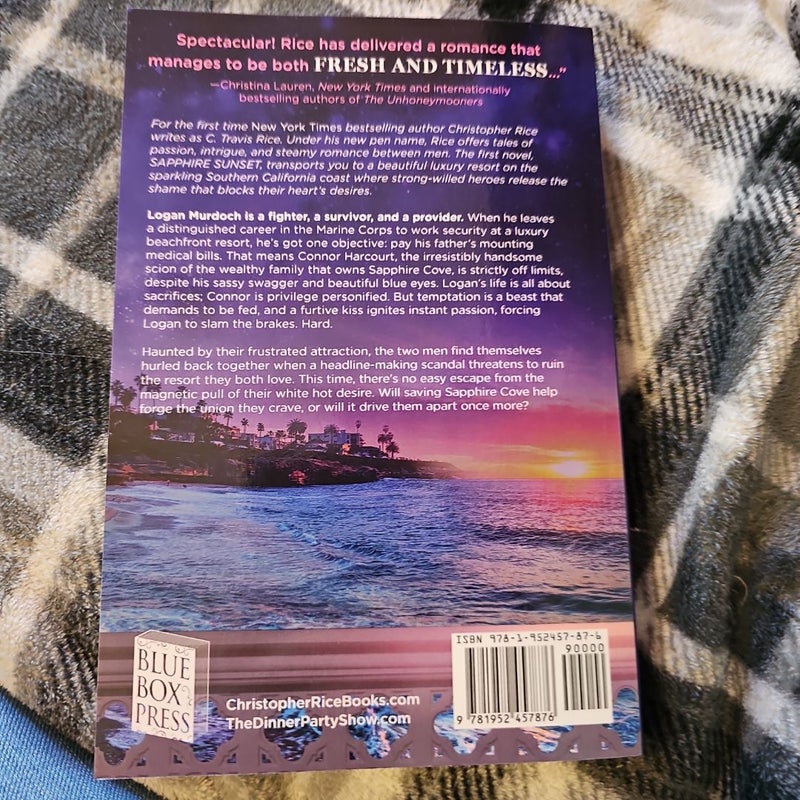 Spectacular! Rice has delivered a romance that
manages to be both FRESH AND TIMELESS..."
—Christina Lauren, New York Times and internationally
bestselling authors of The Unhoneymooners
For the first time New York Times bestselling author Christopher Rice
writes as C. Travis Rice. Under his new pen name, Rice offers tales of
passion, intrigue, and steamy romance between men. The first novel,
SAPPHIRE SUNSET, transports you to a beautiful luxury resort on the
sparkling Southern California coast where strong-willed heroes release the
shame that blocks their heart's desires.
Logan Murdoch is a fighter, a survivor, and a provider. When he leaves
a distinguished career in the Marine Corps to work security at a luxury
beachfront resort, he's got one objective: pay his father's mounting
medical bills. That means Connor Harcourt, the irresistibly handsome
scion of the wealthy family that owns Sapphire Cove, is strictly off limits,
despite his sassy swagger and beautiful blue eyes. Logan's life is all about
sacrifices; Connor is privilege personified. But temptation is a beast that
demands to be fed, and a furtive kiss ignites instant passion, forcing
Logan to slam the brakes. Hard.
Haunted by their frustrated attraction, the two men find themselves
hurled back together when a headline-making scandal threatens to ruin
the resort they both love. This time, there's no easy escape from the
magnetic pull of their white hot desire. Will saving Sapphire Cove help
forge the union they crave, or will it drive them apart once more?
BLUE
BOX
PRESS
ChristopherRiceBooks.com
TheDinnerPartyShow.com
ISBN 978-1-952457-87-6
90000
9 781952 457876